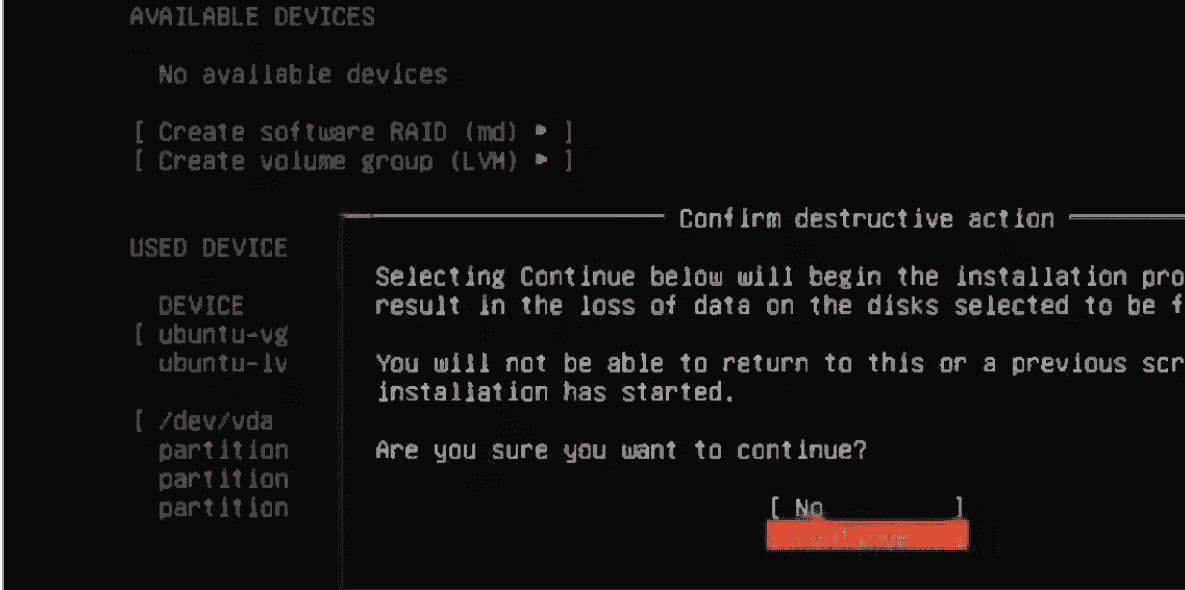 AVAILABLE DEVICES
No available devices
[ Create software RAID (md) ▸ ]
[ Create volume group (LVM) ▸ ]
Confirm destructive action
USED DEVICE
Selecting Continue below will begin the installation pro
result in the loss of data on the disks selected to be f
DEVICE
[ ubuntu-vg
ubuntu-lv
You will not be able to return to this or a previous scr
installation has started.
[ /dev/vda
partition
Are you sure you want to continue?
partition
partition
[ No ]